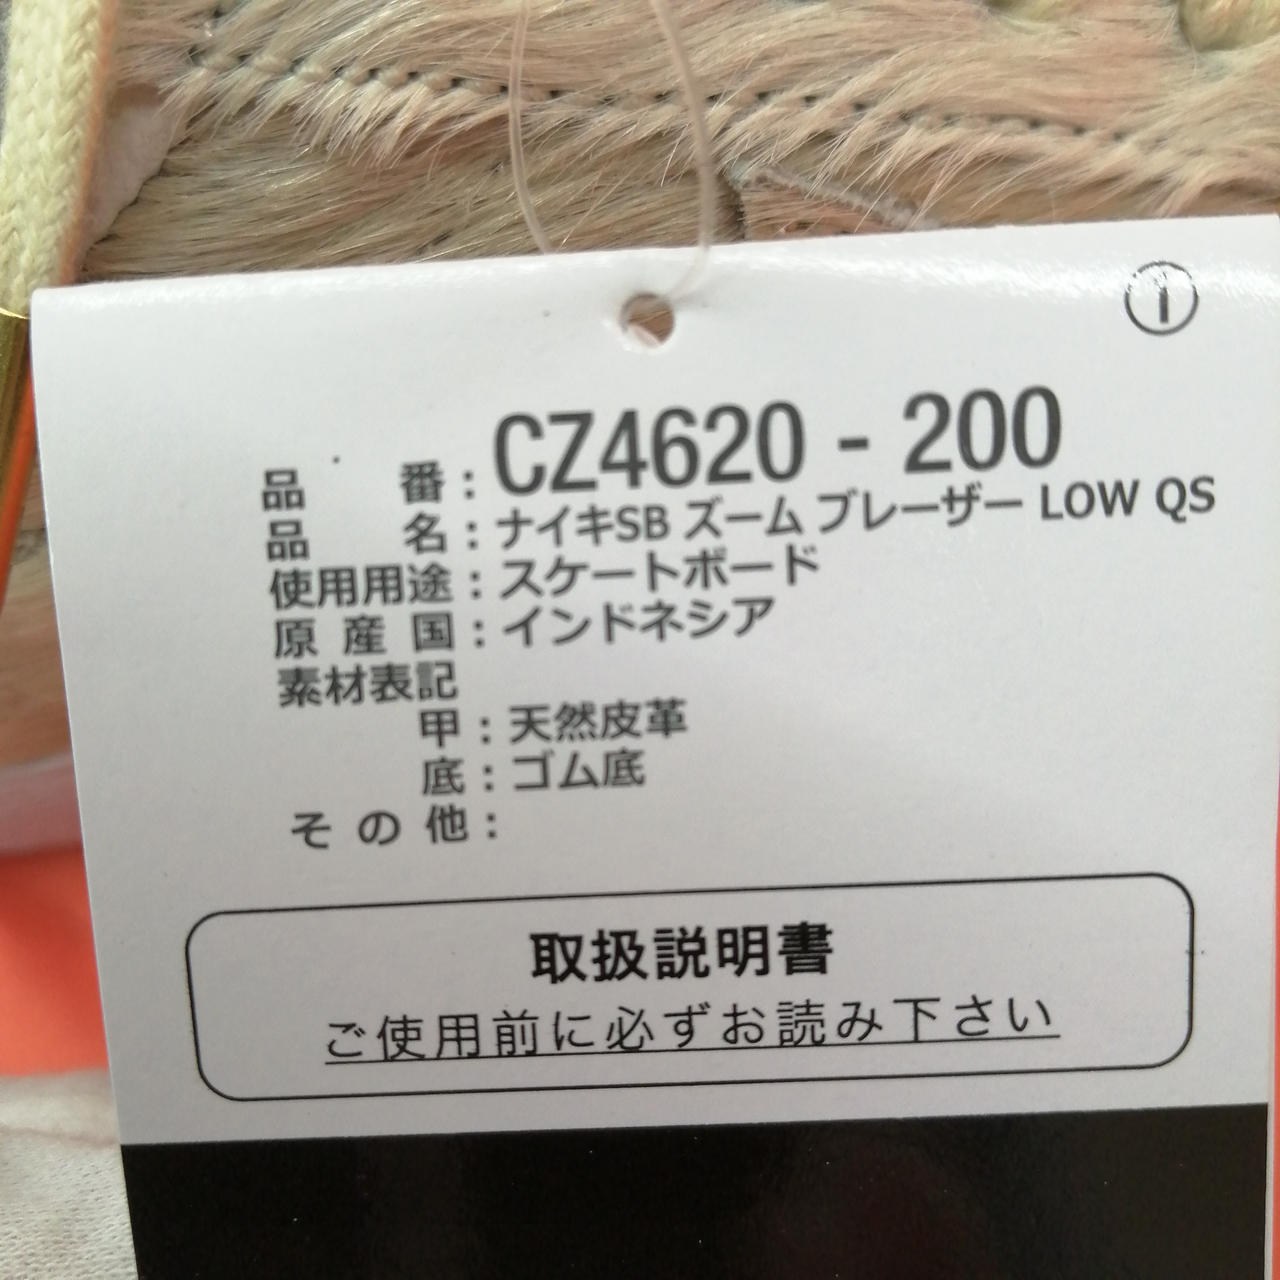 i
品 番：CZ4620 - 200
品 名：ナイキSB ズーム ブレーザー LOW QS
使用用途：スケートボード
原 産 国：インドネシア
素材表記
甲：天然皮革
底：ゴム底
そ の 他：
取扱説明書
ご使用前に必ずお読み下さい